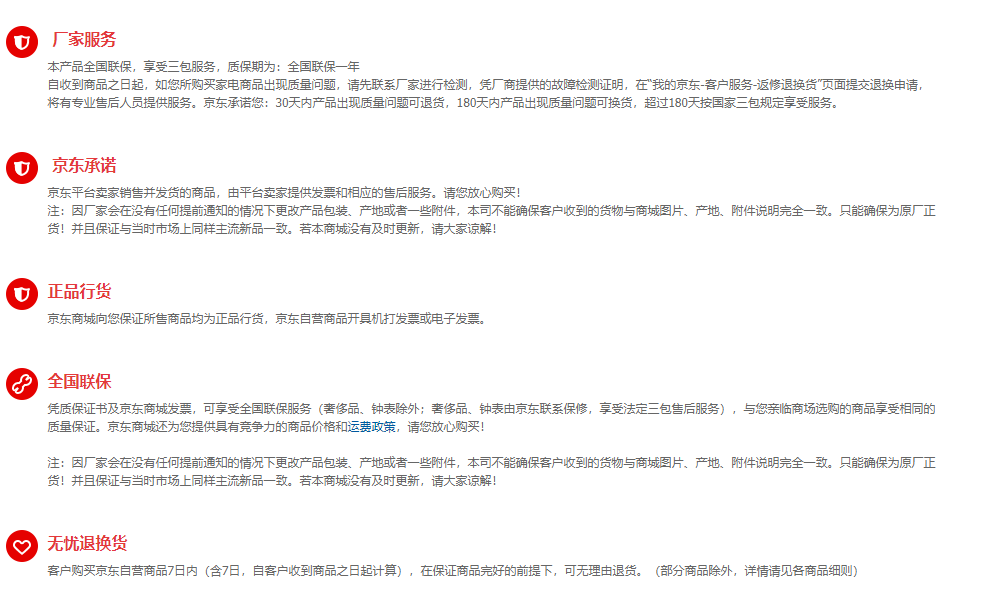 厂家服务
本产品全国联保，享受三包服务，质保期为：全国联保一年
自收到商品之日起，如您所购买家电商品出现质量问题，请先联系厂家进行检测，凭厂商提供的故障检测证明，在“我的京东-客户服务-返修退换货”页面提交退换申请，
将有专业售后人员提供服务。京东承诺您：30天内产品出现质量问题可退货，180天内产品出现质量问题可换货，超过180天按国家三包规定享受服务。
京东承诺
京东平台卖家销售并发货的商品，由平台卖家提供发票和相应的售后服务。请您放心购买！
注：因厂家会在没有任何提前通知的情况下更改产品包装、产地或者一些附件，本司不能确保客户收到的货物与商城图片、产地、附件说明完全一致。只能确保为原厂正
货！并且保证与当时市场上同样主流新品一致。若本商城没有及时更新，请大家谅解！
正品行货
京东商城向您保证所售商品均为正品行货，京东自营商品开具机打发票或电子发票。
全国联保
凭质保证书及京东商城发票，可享受全国联保服务（奢侈品、钟表除外；奢侈品、钟表由京东联系保修，享受法定三包售后服务），与您亲临商场选购的商品享受相同的
质量保证。京东商城还为您提供具有竞争力的商品价格和运费政策，请您放心购买！
注：因厂家会在没有任何提前通知的情况下更改产品包装、产地或者一些附件，本司不能确保客户收到的货物与商城图片、产地、附件说明完全一致。只能确保为原厂正
货！并且保证与当时市场上同样主流新品一致。若本商城没有及时更新，请大家谅解！
无忧退换货
客户购买京东自营商品7日内（含7日，自客户收到商品之日起计算），在保证商品完好的前提下，可无理由退货。（部分商品除外，详情请见各商品细则）